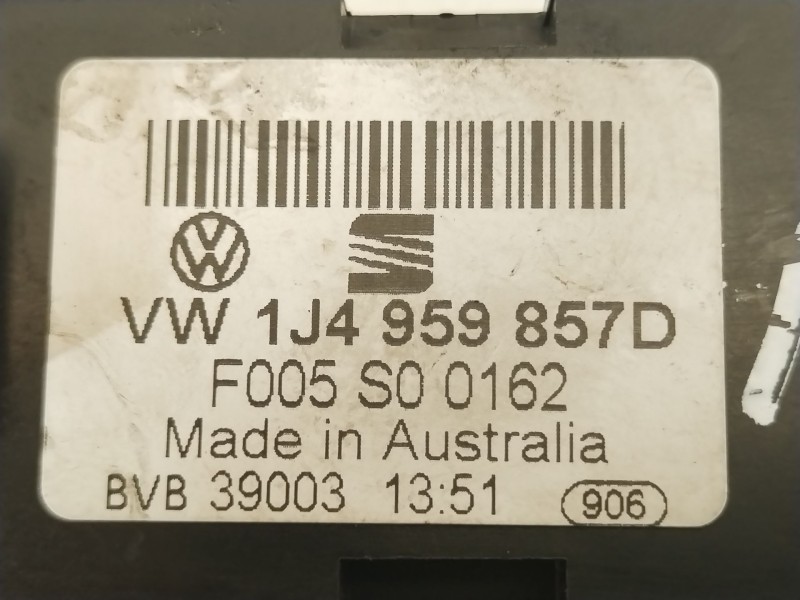 VW 1J4 959 857D
F005 S0 0162
Made in Australia
BVB 39003 13:51 906